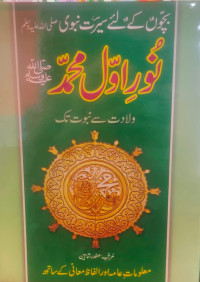 بچوں کے لئے سیرت نبوی صلی اللہ علیہ وسلم
نورِ اوّل محمدؐ
صلی اللہ علیہ وسلم
ولادت سے نبوت تک
معلوماتِ عامہ اور الفاظ معانی کے ساتھ